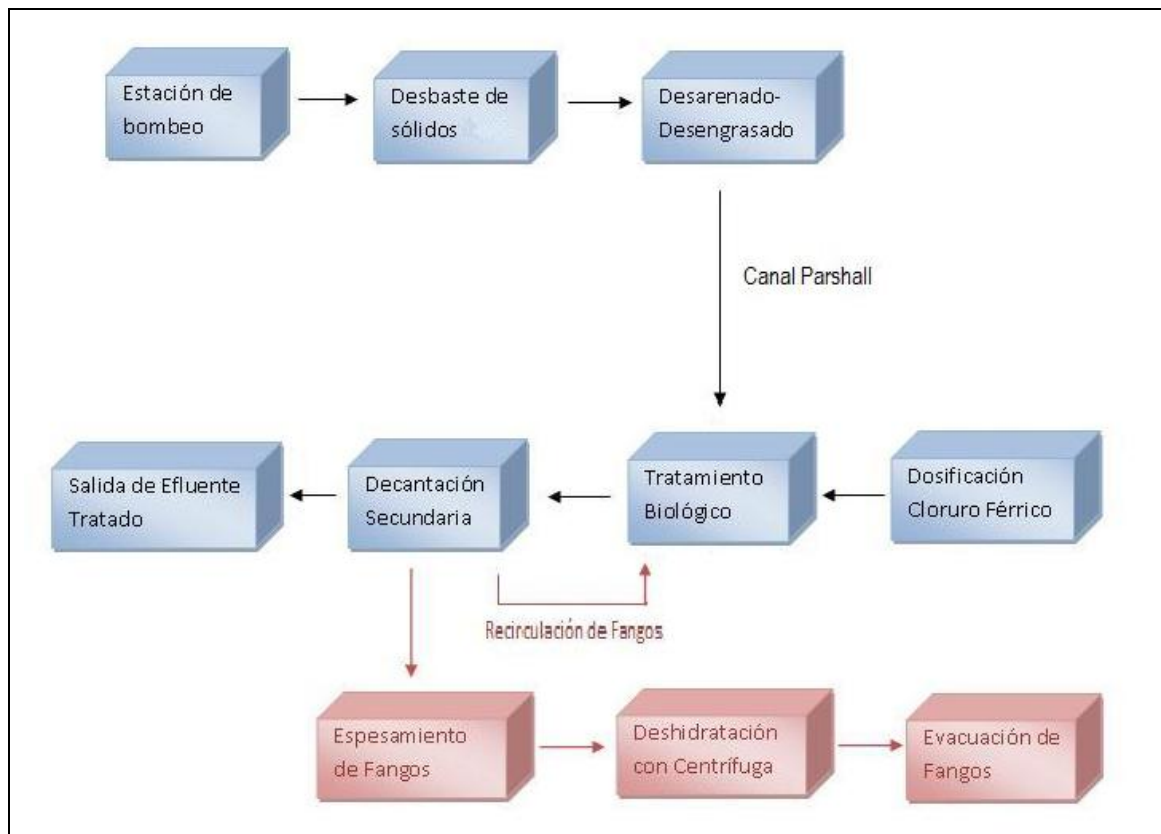 Estación de
bombeo
Desbaste de
sólidos
Desarenado-
Desengrasado
Canal Parshall
Salida de Efluente
Tratado
Decantación
Secundaria
Tratamiento
Biológico
Dosificación
Cloruro Férrico
Recirculación de Fangos
Espesamiento
de Fangos
Deshidratación
con Centrífuga
Evacuación de
Fangos